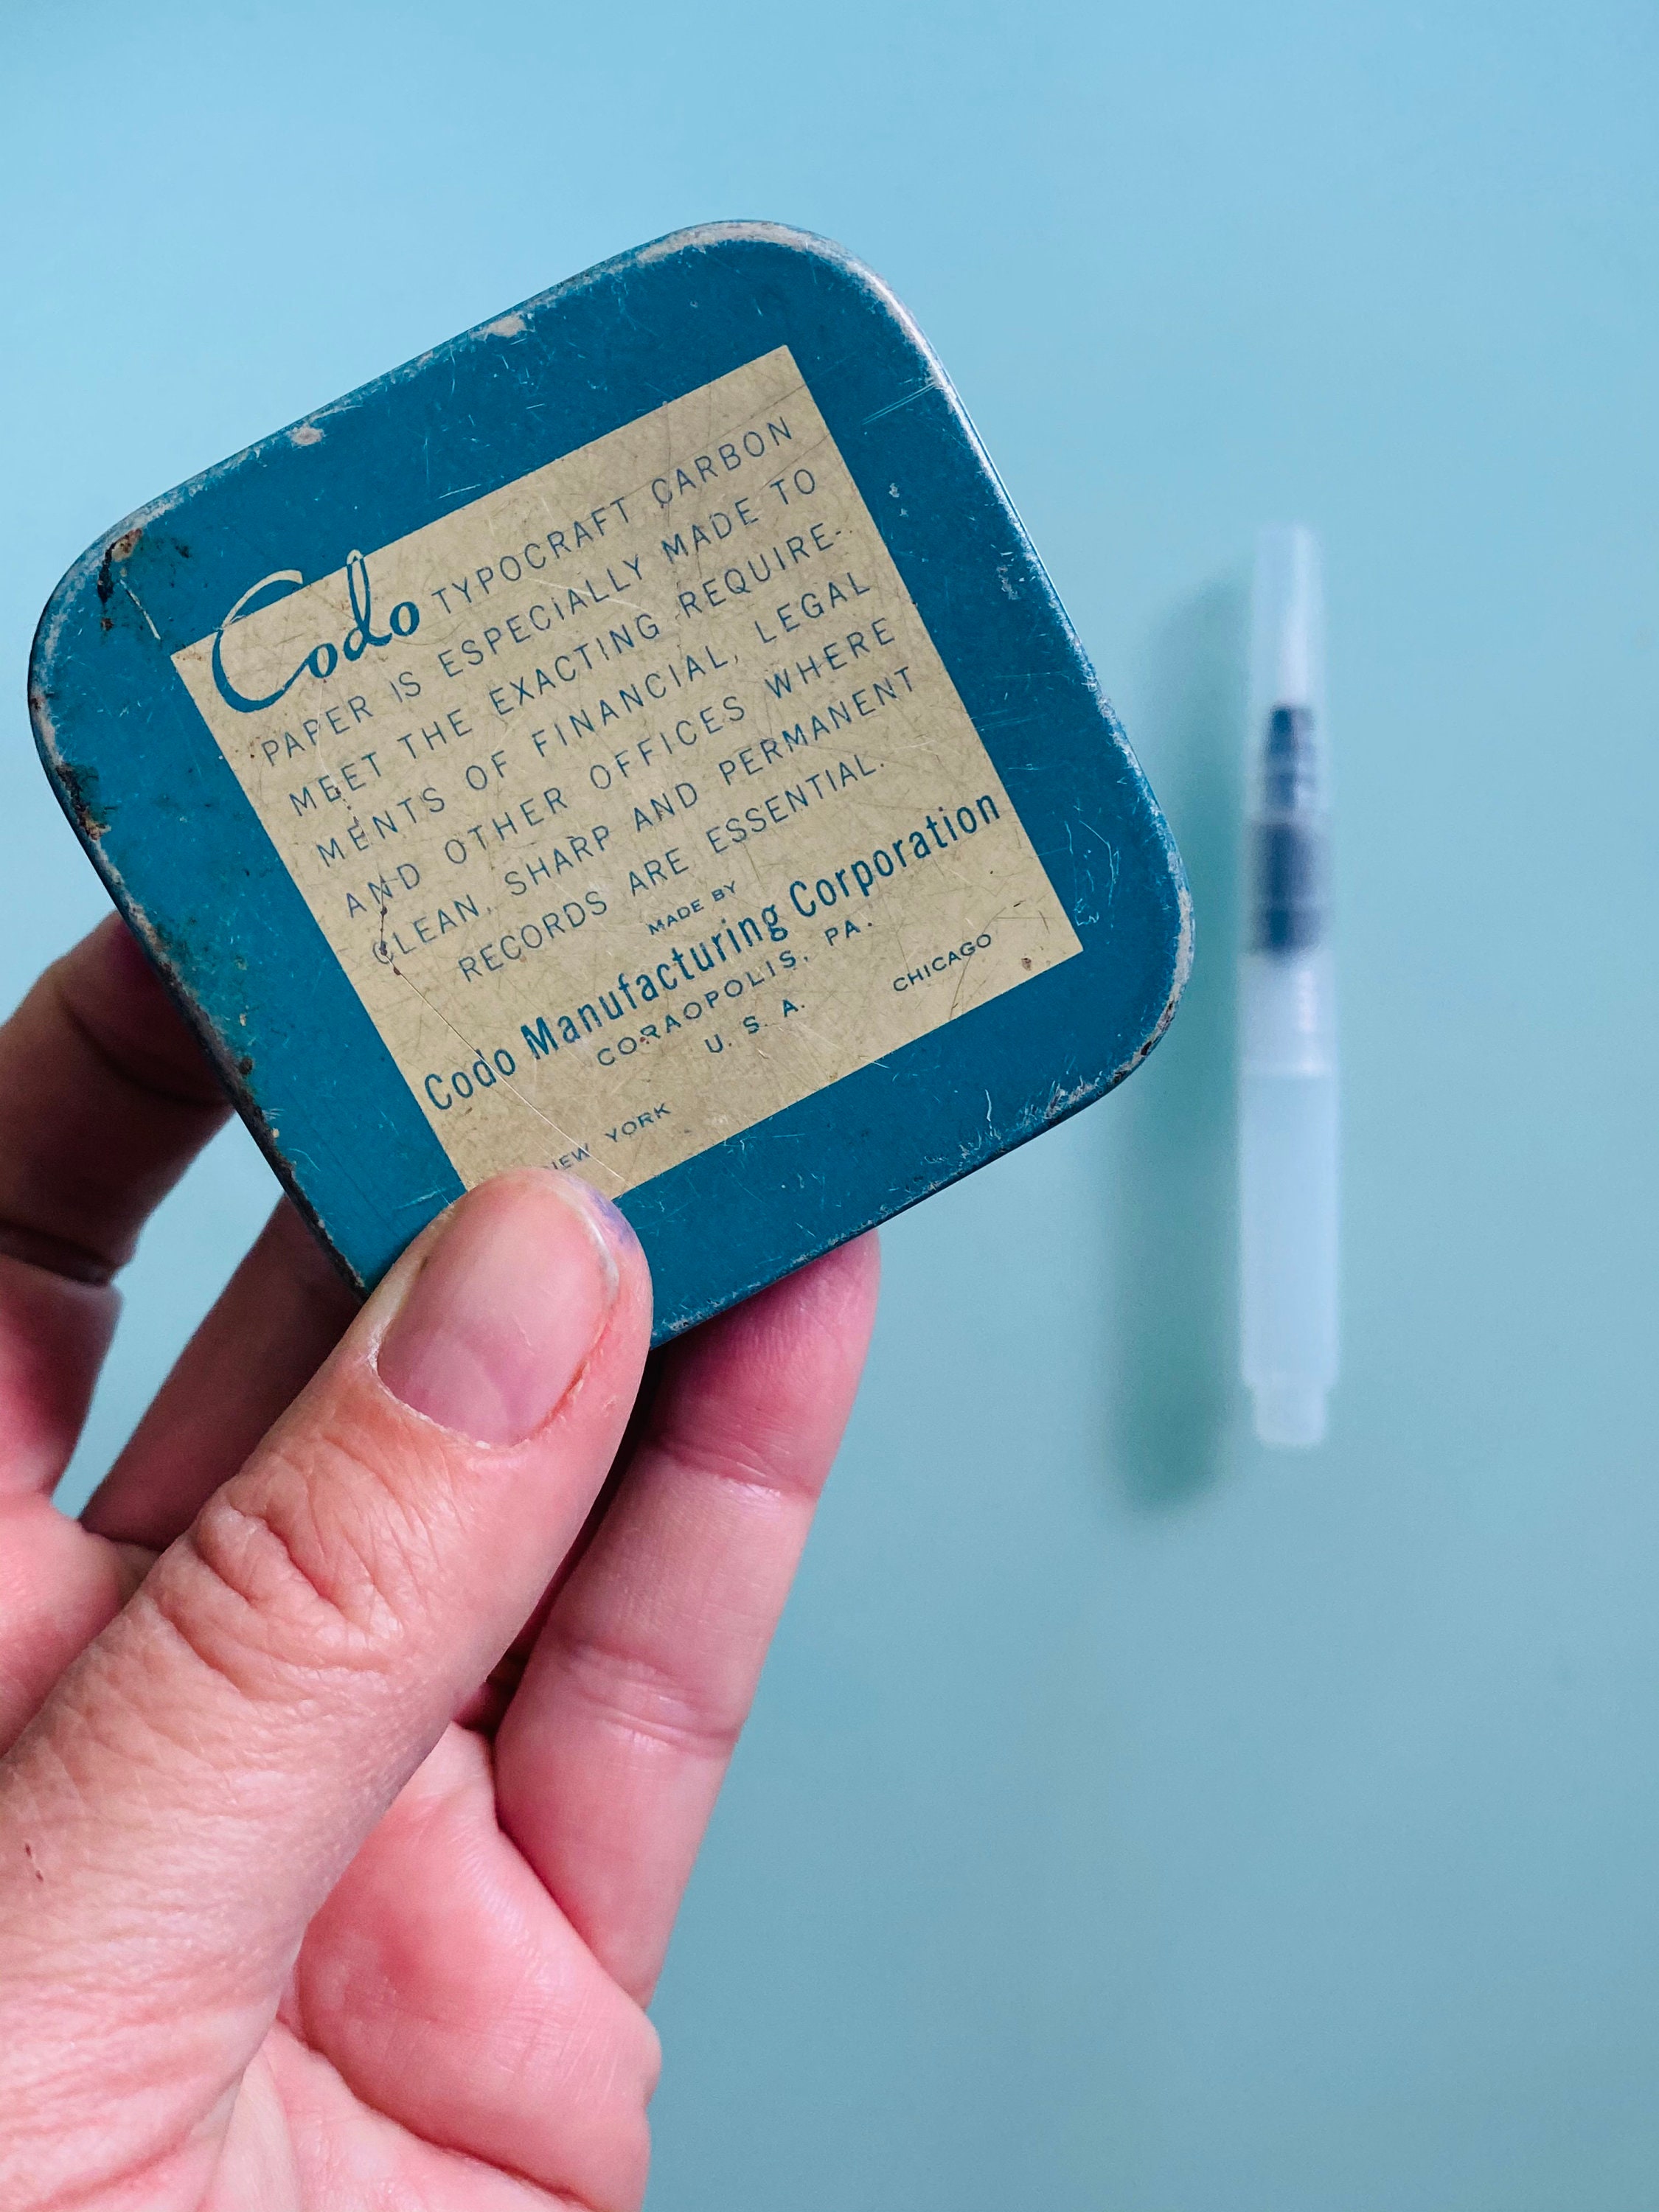 Codo TYPOCRAFT CARBON
PAPER IS ESPECIALLY MADE TO
MEET THE EXACTING REQUIRE-
MENTS OF FINANCIAL, LEGAL
AND OTHER OFFICES WHERE
CLEAN, SHARP AND PERMANENT
RECORDS ARE ESSENTIAL.
MADE BY
Codo Manufacturing Corporation
CORAOPOLIS, PA.
U. S. A.
NEW YORK CHICAGO